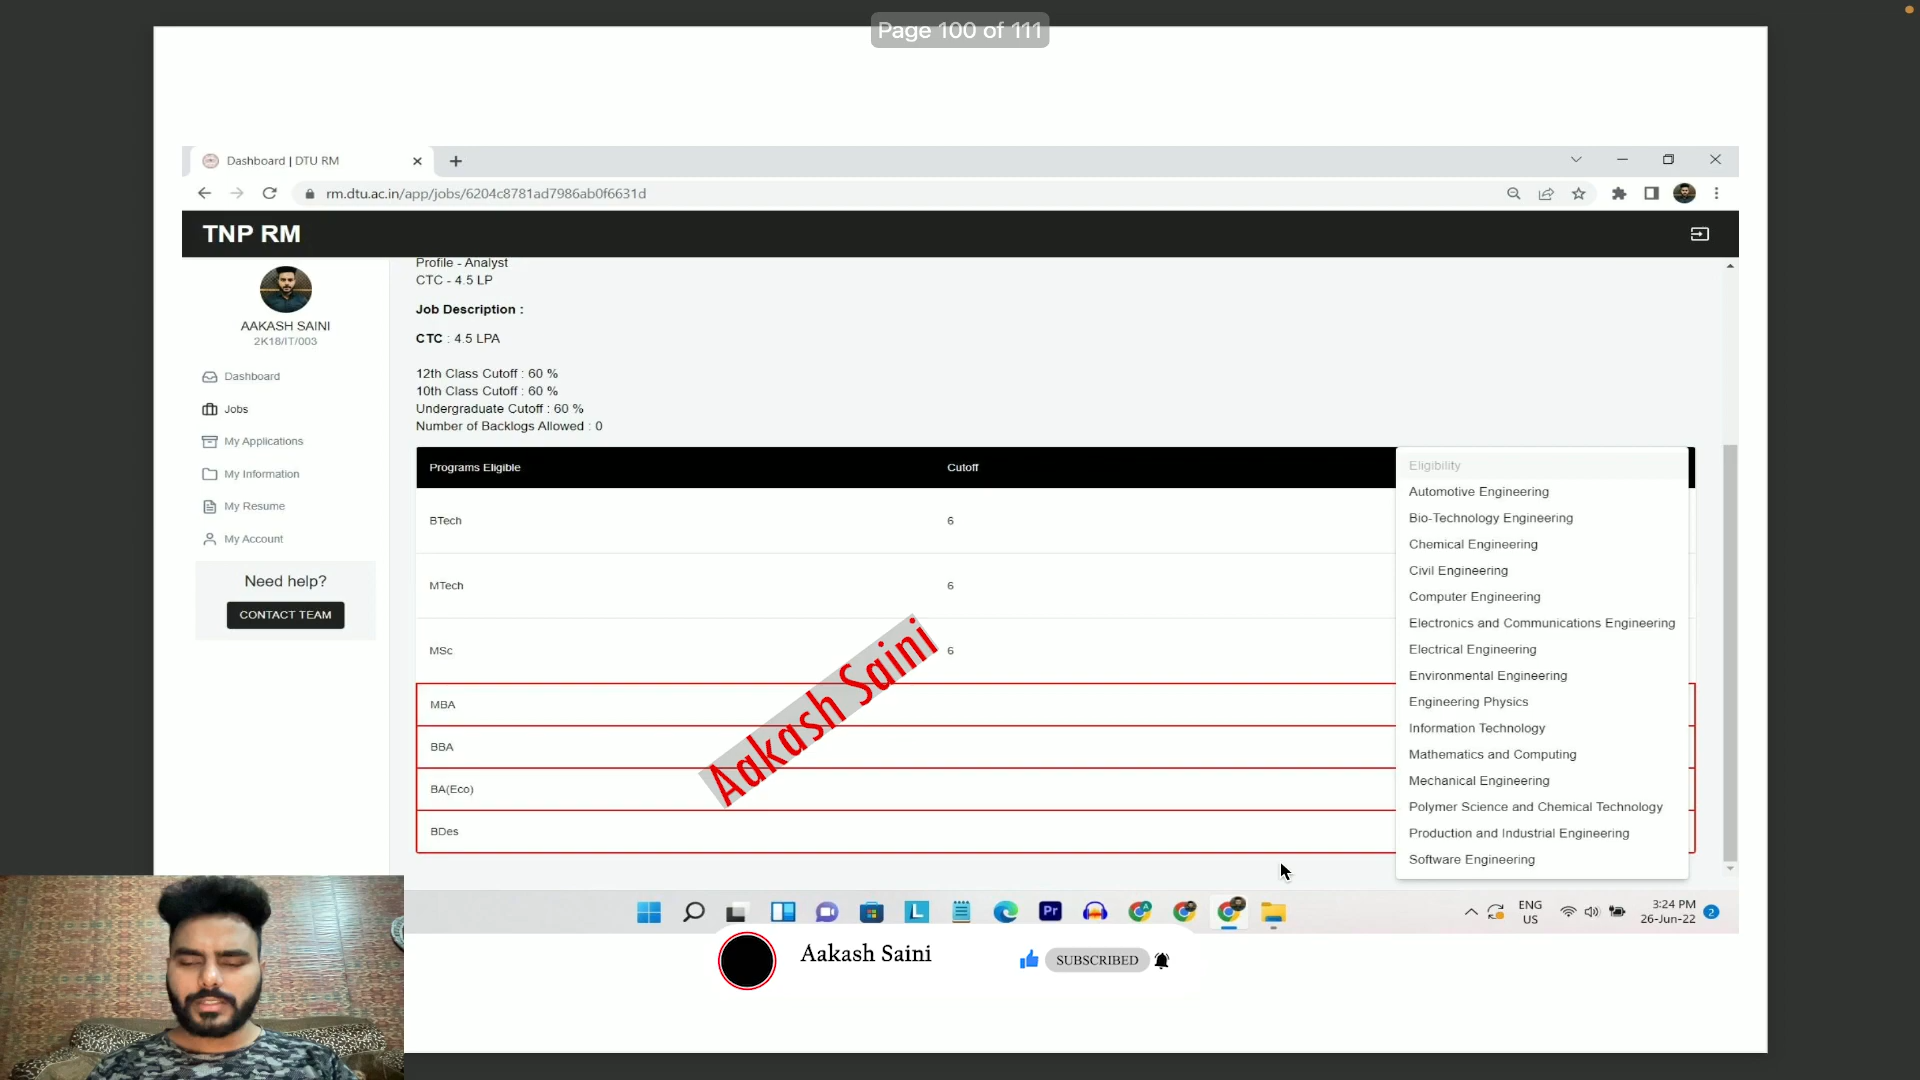 Page 100 of 111
Dashboard | DTU RM
rm.dtu.ac.in/app/jobs/6204c8781ad7986ab0f6631d
TNP RM
AAKASH SAINI
2K18/IT/003
Dashboard
Jobs
My Applications
My Information
My Resume
My Account
Need help?
CONTACT TEAM
Profile - Analyst
CTC - 4.5 LP
Job Description :
CTC : 4.5 LPA
12th Class Cutoff : 60 %
10th Class Cutoff : 60 %
Undergraduate Cutoff : 60 %
Number of Backlogs Allowed : 0
Programs Eligible Cutoff
BTech 6
MTech 6
MSc 6
MBA
BBA
BA(Eco)
BDes
Eligibility
Automotive Engineering
Bio-Technology Engineering
Chemical Engineering
Civil Engineering
Computer Engineering
Electronics and Communications Engineering
Electrical Engineering
Environmental Engineering
Engineering Physics
Information Technology
Mathematics and Computing
Mechanical Engineering
Polymer Science and Chemical Technology
Production and Industrial Engineering
Software Engineering
Aakash Saini
L
Pr
ENG
US
3:24 PM
26-Jun-22
2
Aakash Saini
SUBSCRIBED